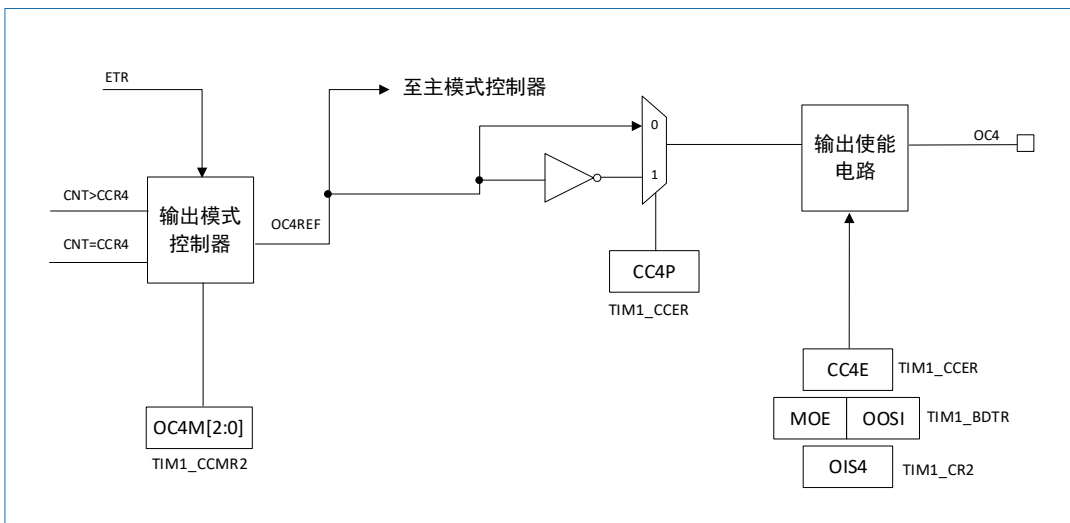 ETR
至主模式控制器
0
1
CNT>CCR4
CNT=CCR4
输出模式
控制器
OC4REF
输出使能
电路
OC4
CC4P
TIM1_CCER
CC4E
TIM1_CCER
MOE
OOSI
TIM1_BDTR
OIS4
TIM1_CR2
OC4M[2:0]
TIM1_CCMR2